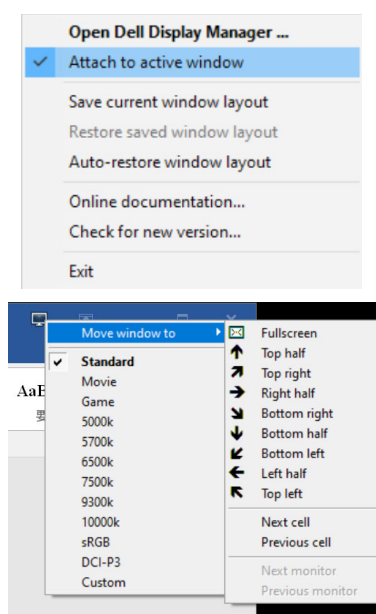 Open Dell Display Manager ...
Attach to active window
Save current window layout
Restore saved window layout
Auto-restore window layout
Online documentation...
Check for new version...
Exit
Move window to
Standard
Movie
Game
5000k
5700k
6500k
7500k
9300k
10000k
sRGB
DCI-P3
Custom
Fullscreen
Top half
Top right
Right half
Bottom right
Bottom half
Bottom left
Left half
Top left
Next cell
Previous cell
Next monitor
Previous monitor
AaB
要